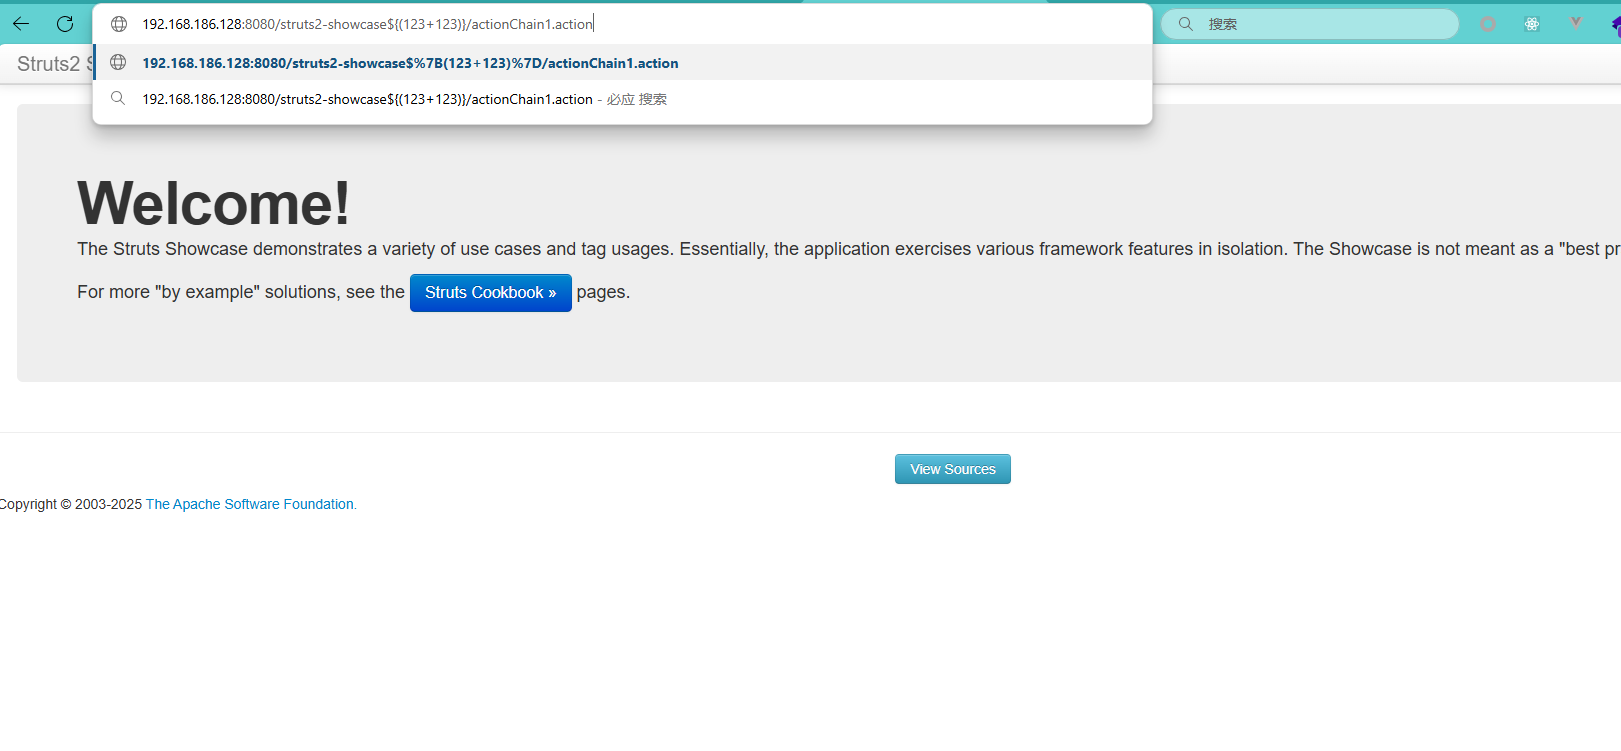 192.168.186.128:8080/struts2-showcase${(123+123)}/actionChain1.action
搜索
Struts2
192.168.186.128:8080/struts2-showcase$%7B(123+123)%7D/actionChain1.action
192.168.186.128:8080/struts2-showcase${(123+123)}/actionChain1.action - 必应 搜索
Welcome!
The Struts Showcase demonstrates a variety of use cases and tag usages. Essentially, the application exercises various framework features in isolation. The Showcase is not meant as a "best
For more "by example" solutions, see the Struts Cookbook » pages.
View Sources
Copyright © 2003-2025 The Apache Software Foundation.